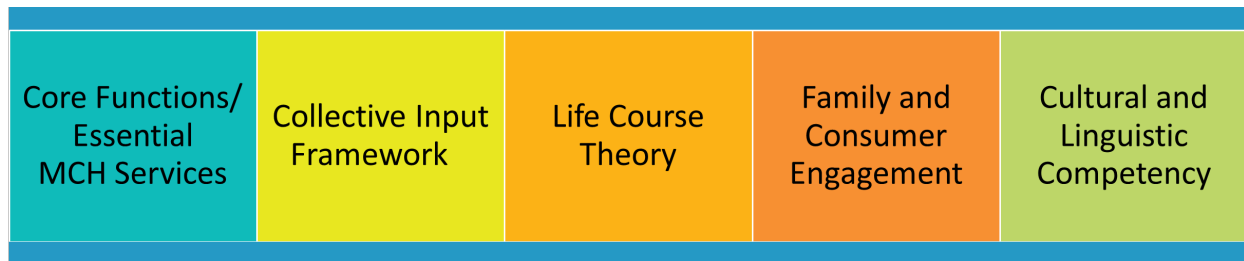 Core Functions/
Essential
MCH Services
Collective Input
Framework
Life Course
Theory
Family and
Consumer
Engagement
Cultural and
Linguistic
Competency